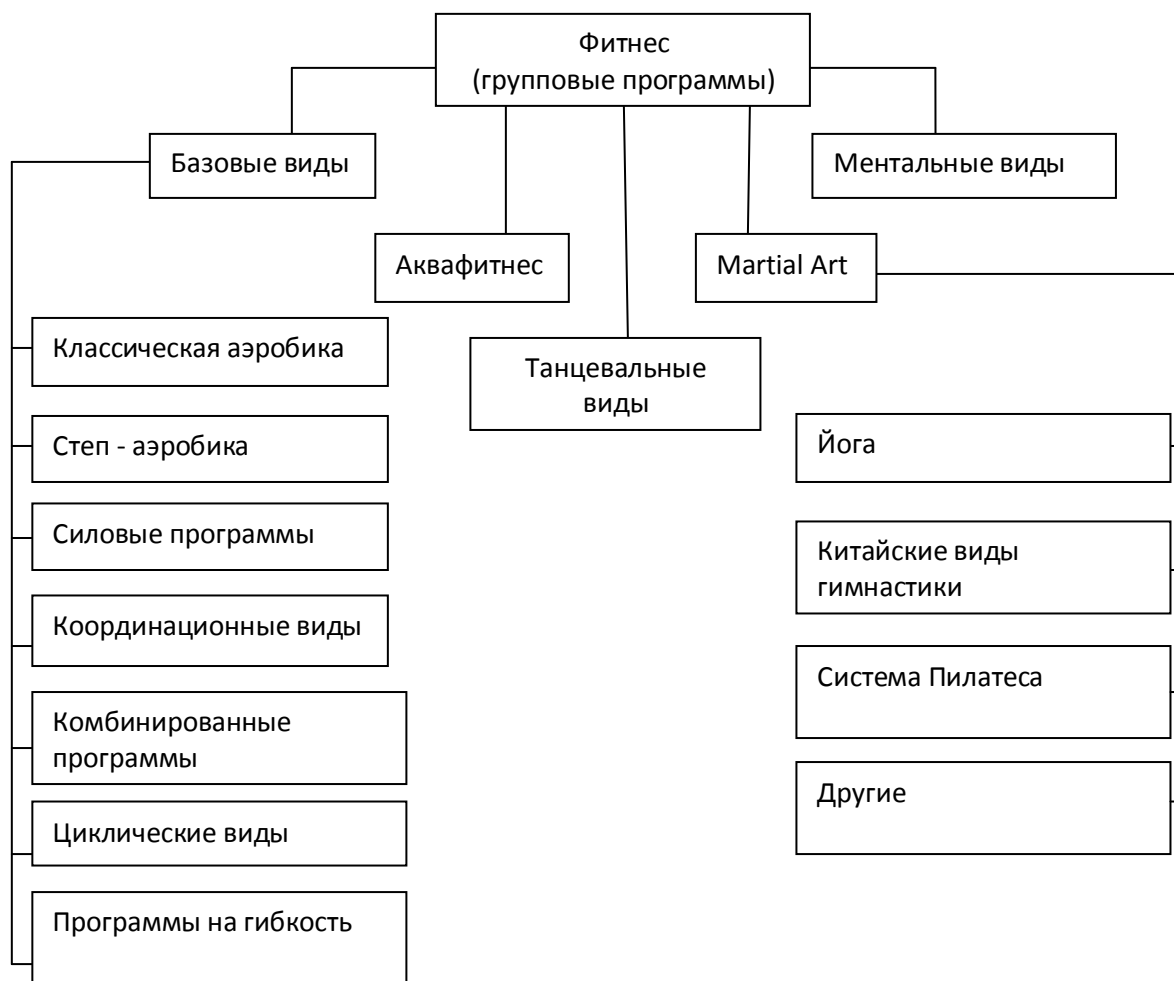 Фитнес
(групповые программы)
Базовые виды
Ментальные виды
Аквафитнес
Martial Art
Танцевальные
виды
Классическая аэробика
Степ - аэробика
Силовые программы
Координационные виды
Комбинированные
программы
Циклические виды
Программы на гибкость
Йога
Китайские виды
гимнастики
Система Пилатеса
Другие